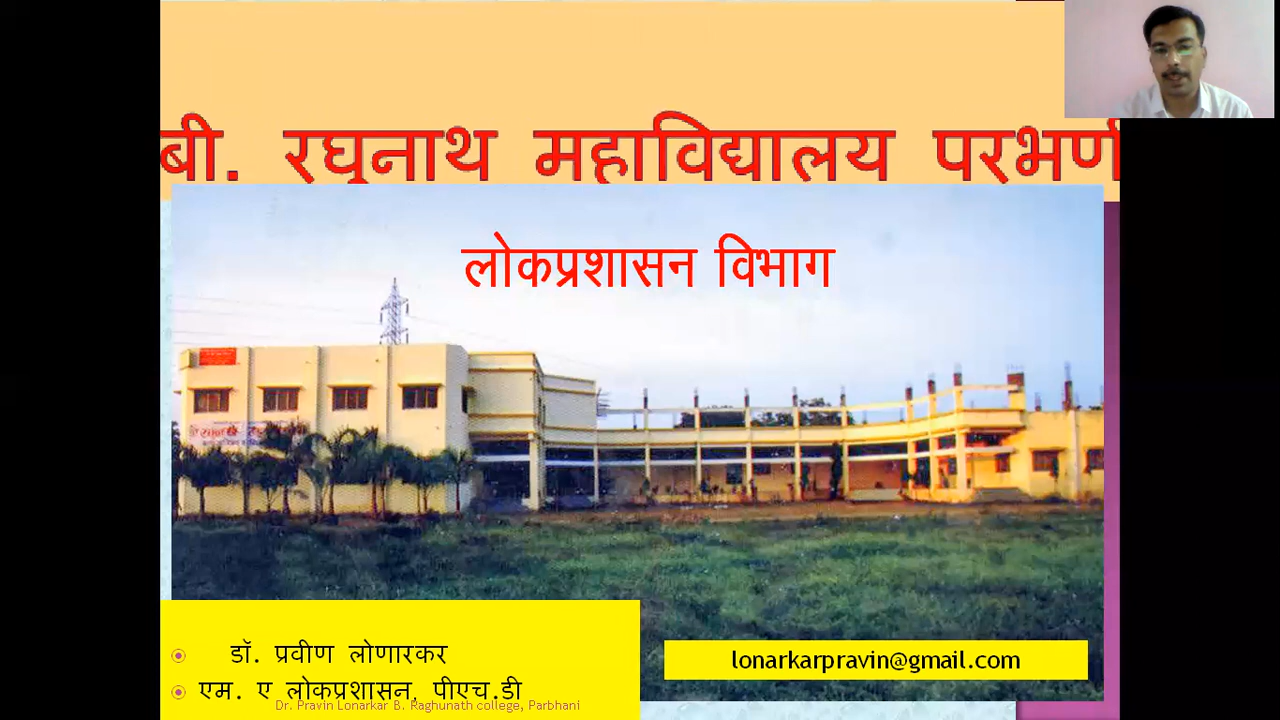 बी. रघुनाथ महाविद्यालय परभणी
लोकप्रशासन विभाग
डॉ. प्रवीण लोणारकर
एम. ए लोकप्रशासन, पीएच.डी
Dr. Pravin Lonarkar B. Raghunath college, Parbhani
lonarkarpravin@gmail.com